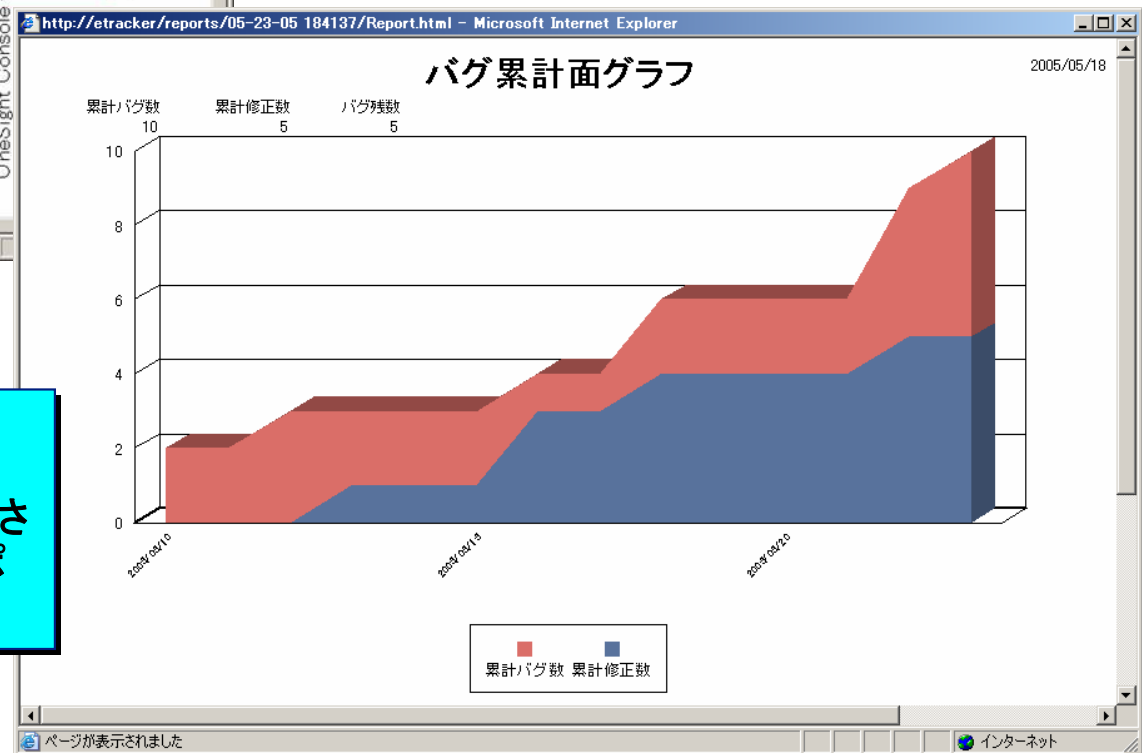 OneSight Console
http://etracker/reports/05-23-05 184137/Report.html - Microsoft Internet Explorer
バグ累計面グラフ
2005/05/18
累計バグ数 累計修正数 バグ残数
10 5 5
10
8
6
4
2
0
さ
累計バグ数 累計修正数
ページが表示されました
インターネット